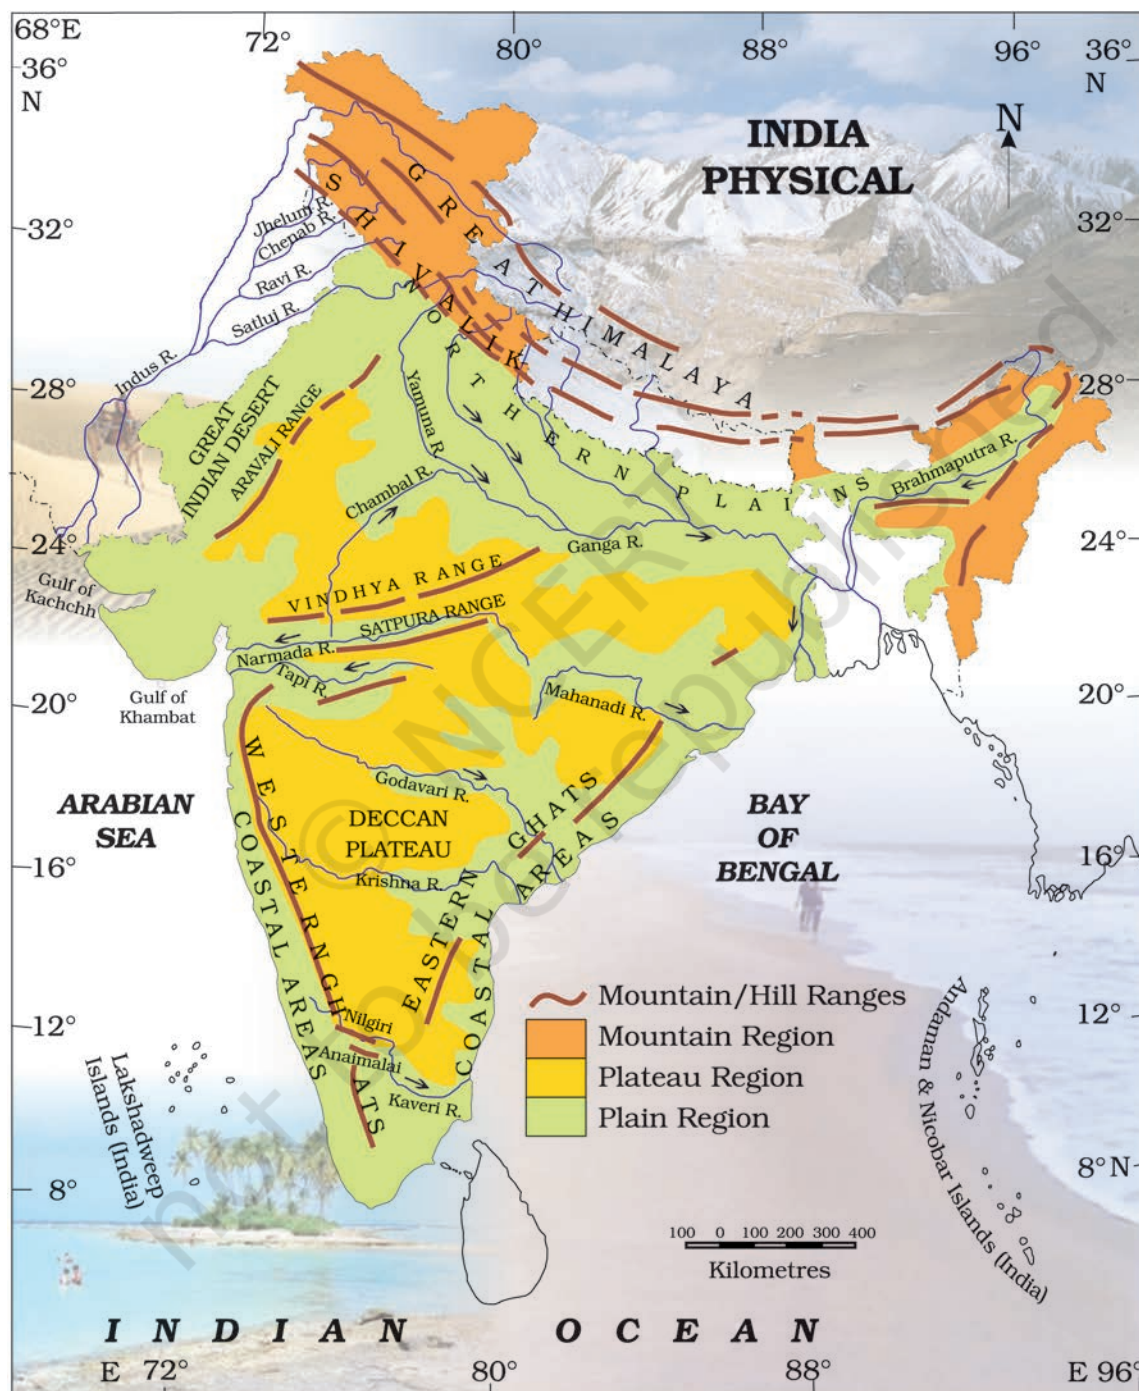 68°E
72°
80°
88°
96°
36°
36°
N
N
N
INDIA
PHYSICAL
GREAT HIMALAYA
SHIVALIK
Jhelum R.
Chenab R.
32°
32°
Ravi R.
Satluj R.
Indus R.
NORTHERN PLAINS
28°
28°
GREAT
INDIAN DESERT
ARAVALI RANGE
Yamuna R.
Chambal R.
Brahmaputra R.
24°
24°
Ganga R.
Gulf of
Kachchh
VINDHYA RANGE
SATPURA RANGE
Narmada R.
Tapi R.
Gulf of
Khambat
20°
20°
Mahanadi R.
Godavari R.
ARABIAN
SEA
DECCAN
PLATEAU
BAY
OF
BENGAL
WESTERN GHATS
COASTAL AREAS
EASTERN GHATS
COASTAL AREAS
16°
16°
Krishna R.
Nilgiri
Anaimalai
Kaveri R.
12°
12°
Lakshadweep
Islands (India)
Andaman & Nicobar Islands (India)
Mountain/Hill Ranges
Mountain Region
Plateau Region
Plain Region
8°
8° N
100 0 100 200 300 400
Kilometres
INDIAN OCEAN
E 72°
80°
88°
E 96°
© NCERT
not to be republished